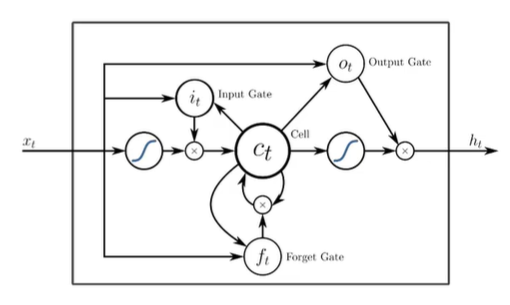 o_t Output Gate
i_t Input Gate
x_t
Cell
c_t
h_t
×
×
×
f_t Forget Gate